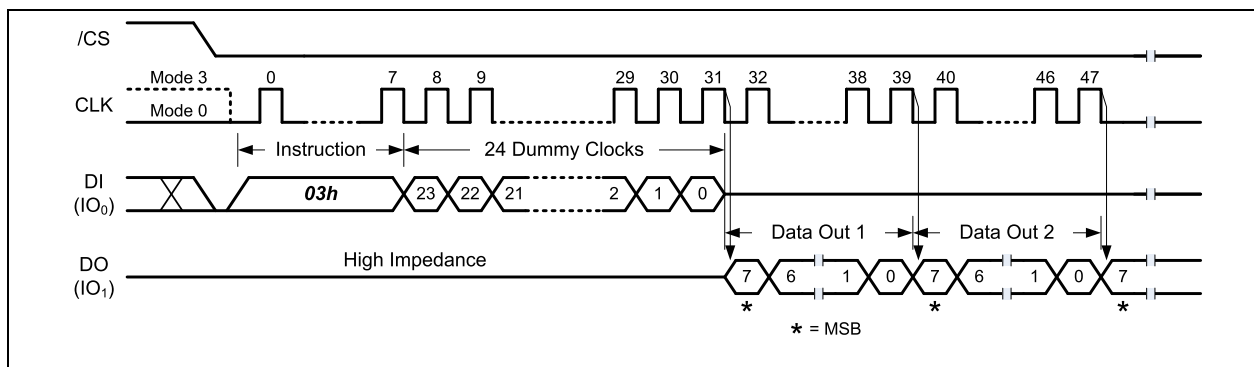 /CS
Mode 3 0 7 8 9 29 30 31 32 38 39 40 46 47
CLK
Mode 0
Instruction 24 Dummy Clocks
DI
(IO₀)
03h 23 22 21 2 1 0
Data Out 1 Data Out 2
DO
(IO₁)
High Impedance
7 6 1 0 7 6 1 0 7
* * *
* = MSB